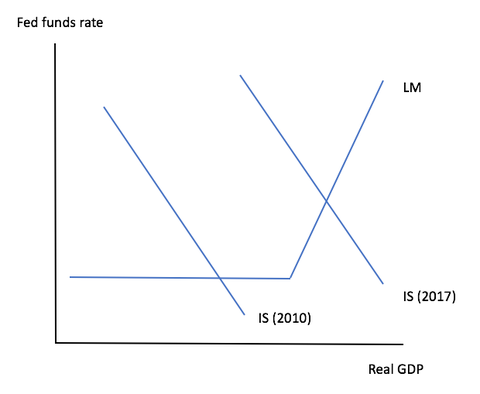 Fed funds rate
LM
IS (2017)
IS (2010)
Real GDP